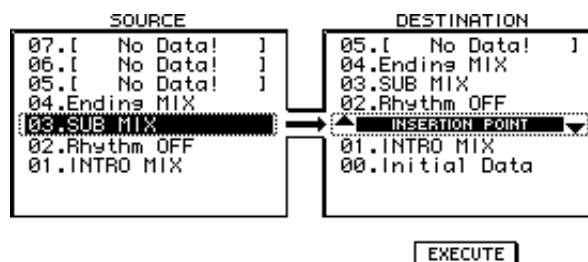 SOURCE
07.[ No Data! ]
06.[ No Data! ]
05.[ No Data! ]
04.Ending MIX
03.SUB MIX
02.Rhythm OFF
01.INTRO MIX
DESTINATION
05.[ No Data! ]
04.Ending MIX
03.SUB MIX
02.Rhythm OFF
INSERTION POINT
01.INTRO MIX
00.Initial Data
EXECUTE